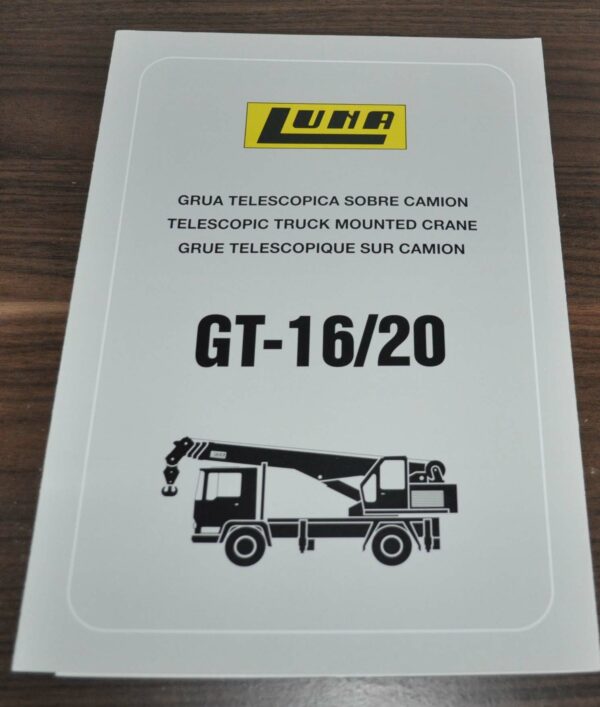 LUNA
GRUA TELESCOPICA SOBRE CAMION
TELESCOPIC TRUCK MOUNTED CRANE
GRUE TELESCOPIQUE SUR CAMION
GT-16/20